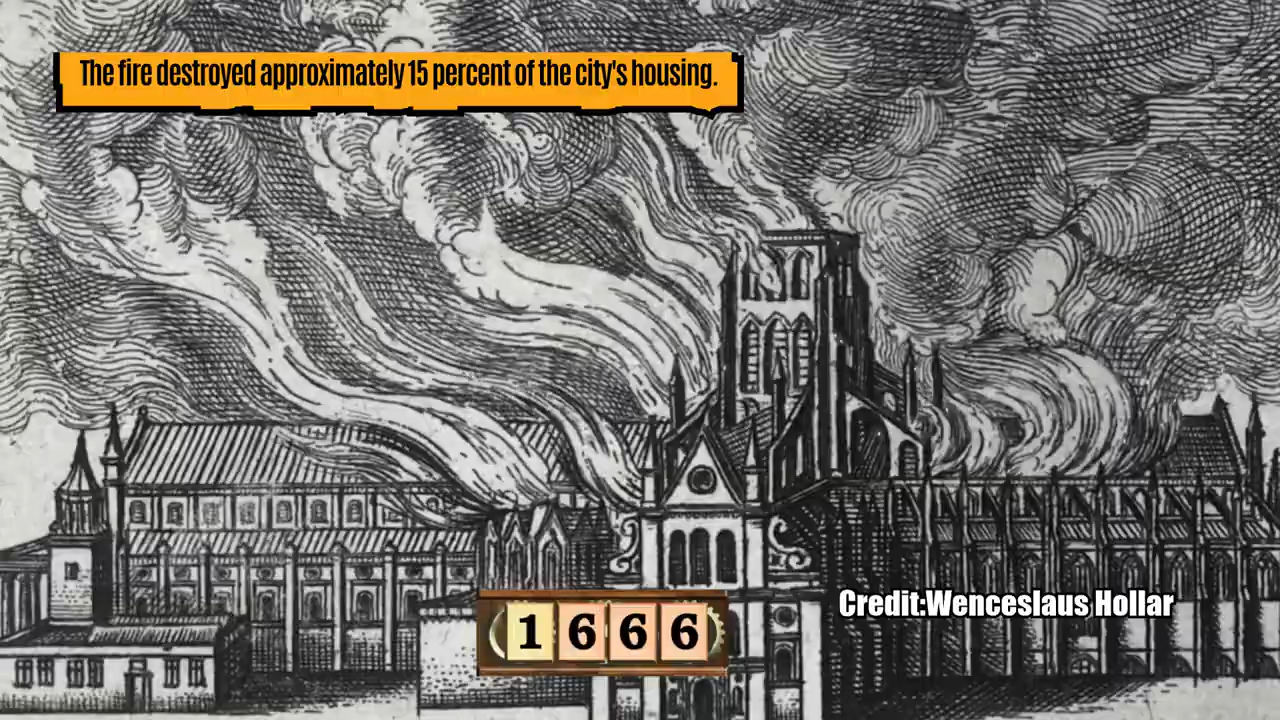 The fire destroyed approximately 15 percent of the city's housing.
Credit:Wenceslaus Hollar
1666